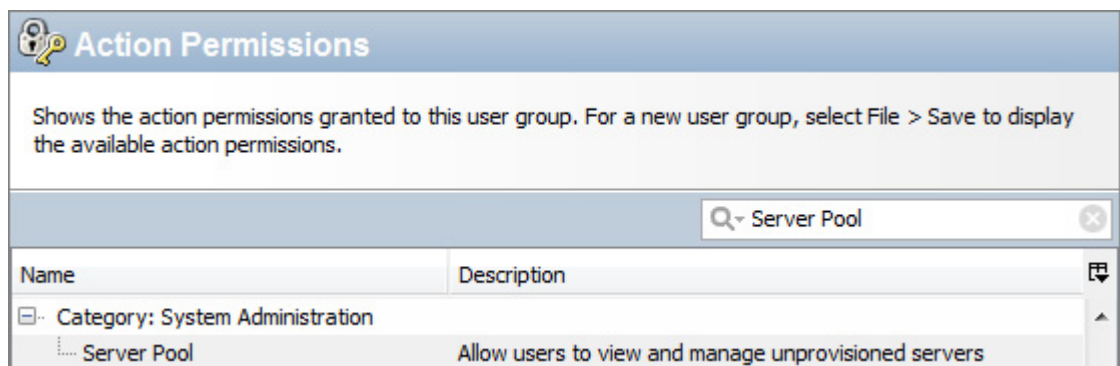 Action Permissions
Shows the action permissions granted to this user group. For a new user group, select File > Save to display
the available action permissions.
Server Pool
Name Description
Category: System Administration
Server Pool Allow users to view and manage unprovisioned servers